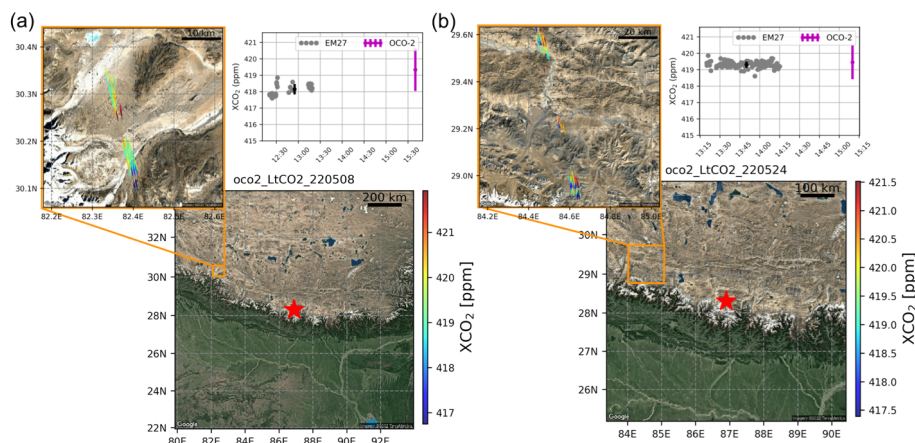 (a)
30.4N
30.3N
30.2N
30.1N
82.2E
82.3E
82.4E
82.5E
82.6E
10 km
421
420
419
418
417
416
415
XCO2 (ppm)
EM27
OCO-2
12:30
13:00
13:30
14:00
14:30
15:00
15:30
oco2_LtCO2_220508
200 km
32N
30N
28N
26N
24N
22N
80E
82E
84E
86E
88E
90E
92E
Google
421
420
419
418
417
XCO2 [ppm]
(b)
29.6N
29.4N
29.2N
29.0N
84.2E
84.4E
84.6E
84.8E
85.0E
20 km
421
420
419
418
417
416
415
XCO2 (ppm)
EM27
OCO-2
13:15
13:30
13:45
14:00
14:15
14:30
14:45
15:00
15:15
oco2_LtCO2_220524
100 km
29N
28N
27N
26N
84E
85E
86E
87E
88E
89E
90E
Google
421.5
421.0
420.5
420.0
419.5
419.0
418.5
418.0
417.5
XCO2 [ppm]